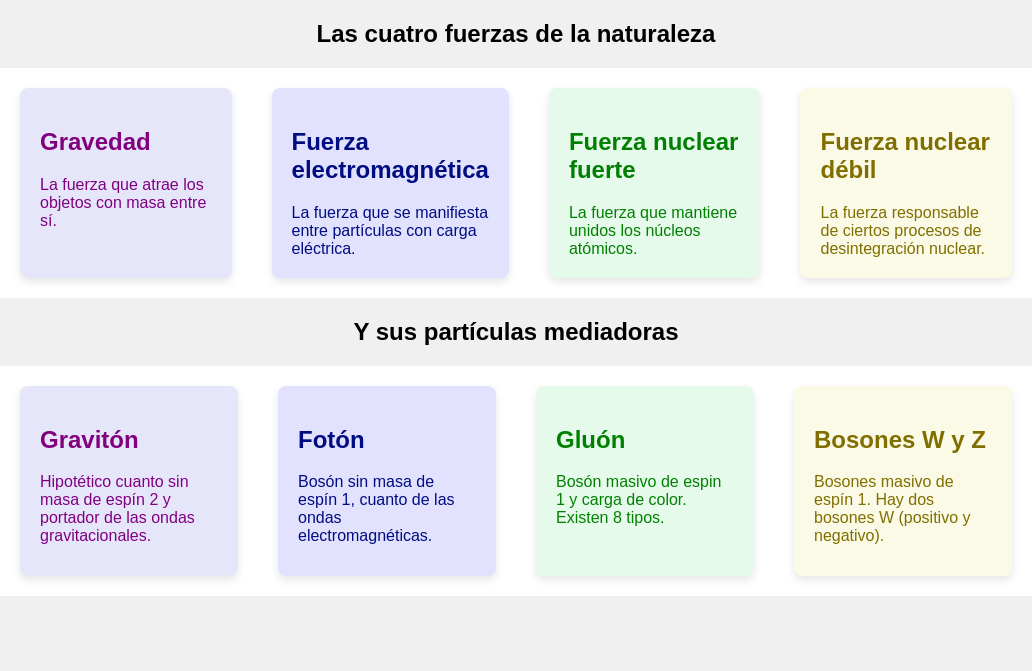 Las cuatro fuerzas de la naturaleza
Gravedad
La fuerza que atrae los
objetos con masa entre
sí.
Fuerza
electromagnética
La fuerza que se manifiesta
entre partículas con carga
eléctrica.
Fuerza nuclear
fuerte
La fuerza que mantiene
unidos los núcleos
atómicos.
Fuerza nuclear
débil
La fuerza responsable
de ciertos procesos de
desintegración nuclear.
Y sus partículas mediadoras
Gravitón
Hipotético cuanto sin
masa de espín 2 y
portador de las ondas
gravitacionales.
Fotón
Bosón sin masa de
espín 1, cuanto de las
ondas
electromagnéticas.
Gluón
Bosón masivo de espin
1 y carga de color.
Existen 8 tipos.
Bosones W y Z
Bosones masivo de
espín 1. Hay dos
bosones W (positivo y
negativo).